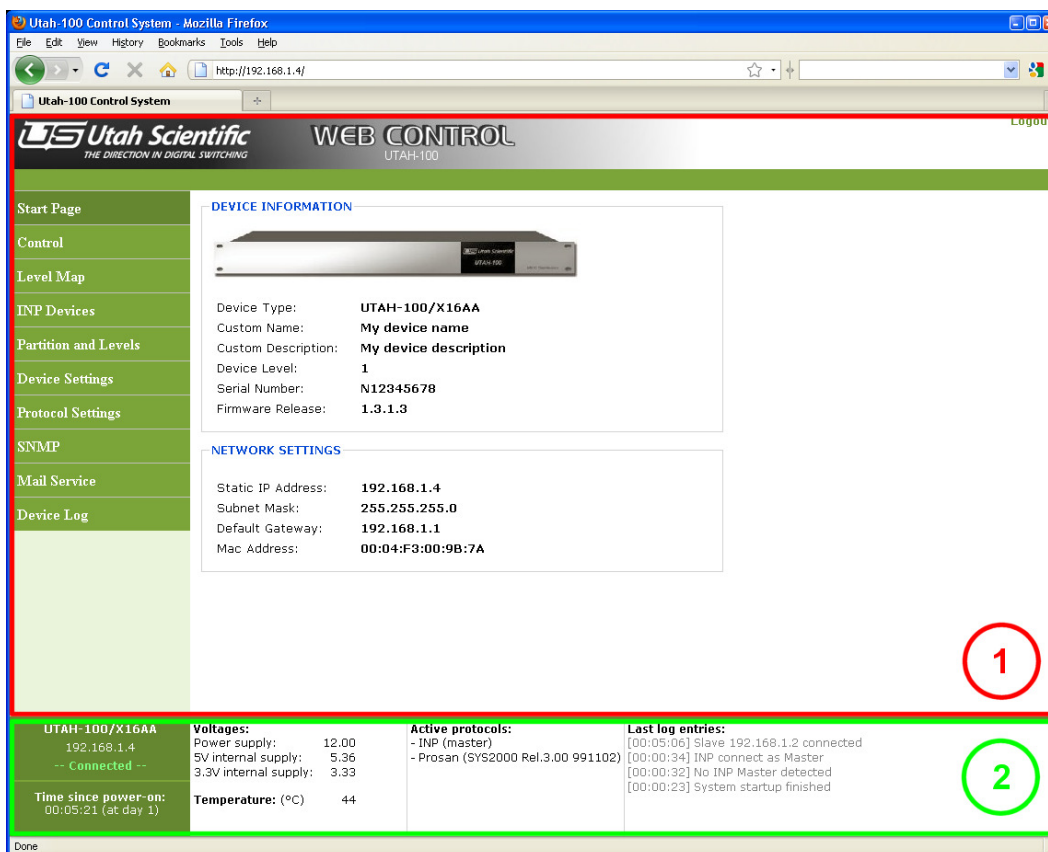 Utah-100 Control System - Mozilla Firefox
File Edit View History Bookmarks Tools Help
http://192.168.1.4/
Utah-100 Control System
Logou
US Utah Scientific
THE DIRECTION IN DIGITAL SWITCHING
WEB CONTROL
UTAH-100
Start Page
Control
Level Map
INP Devices
Partition and Levels
Device Settings
Protocol Settings
SNMP
Mail Service
Device Log
DEVICE INFORMATION
Utah Scientific
UTAH-100
Device Type: UTAH-100/X16AA
Custom Name: My device name
Custom Description: My device description
Device Level: 1
Serial Number: N12345678
Firmware Release: 1.3.1.3
NETWORK SETTINGS
Static IP Address: 192.168.1.4
Subnet Mask: 255.255.255.0
Default Gateway: 192.168.1.1
Mac Address: 00:04:F3:00:9B:7A
1
UTAH-100/X16AA
192.168.1.4
-- Connected --
Time since power-on:
00:05:21 (at day 1)
Voltages:
Power supply: 12.00
5V internal supply: 5.36
3.3V internal supply: 3.33
Temperature: (°C) 44
Active protocols:
- INP (master)
- Prosan (SYS2000 Rel.3.00 991102)
Last log entries:
[00:05:06] Slave 192.168.1.2 connected
[00:00:34] INP connect as Master
[00:00:32] No INP Master detected
[00:00:23] System startup finished
2
Done